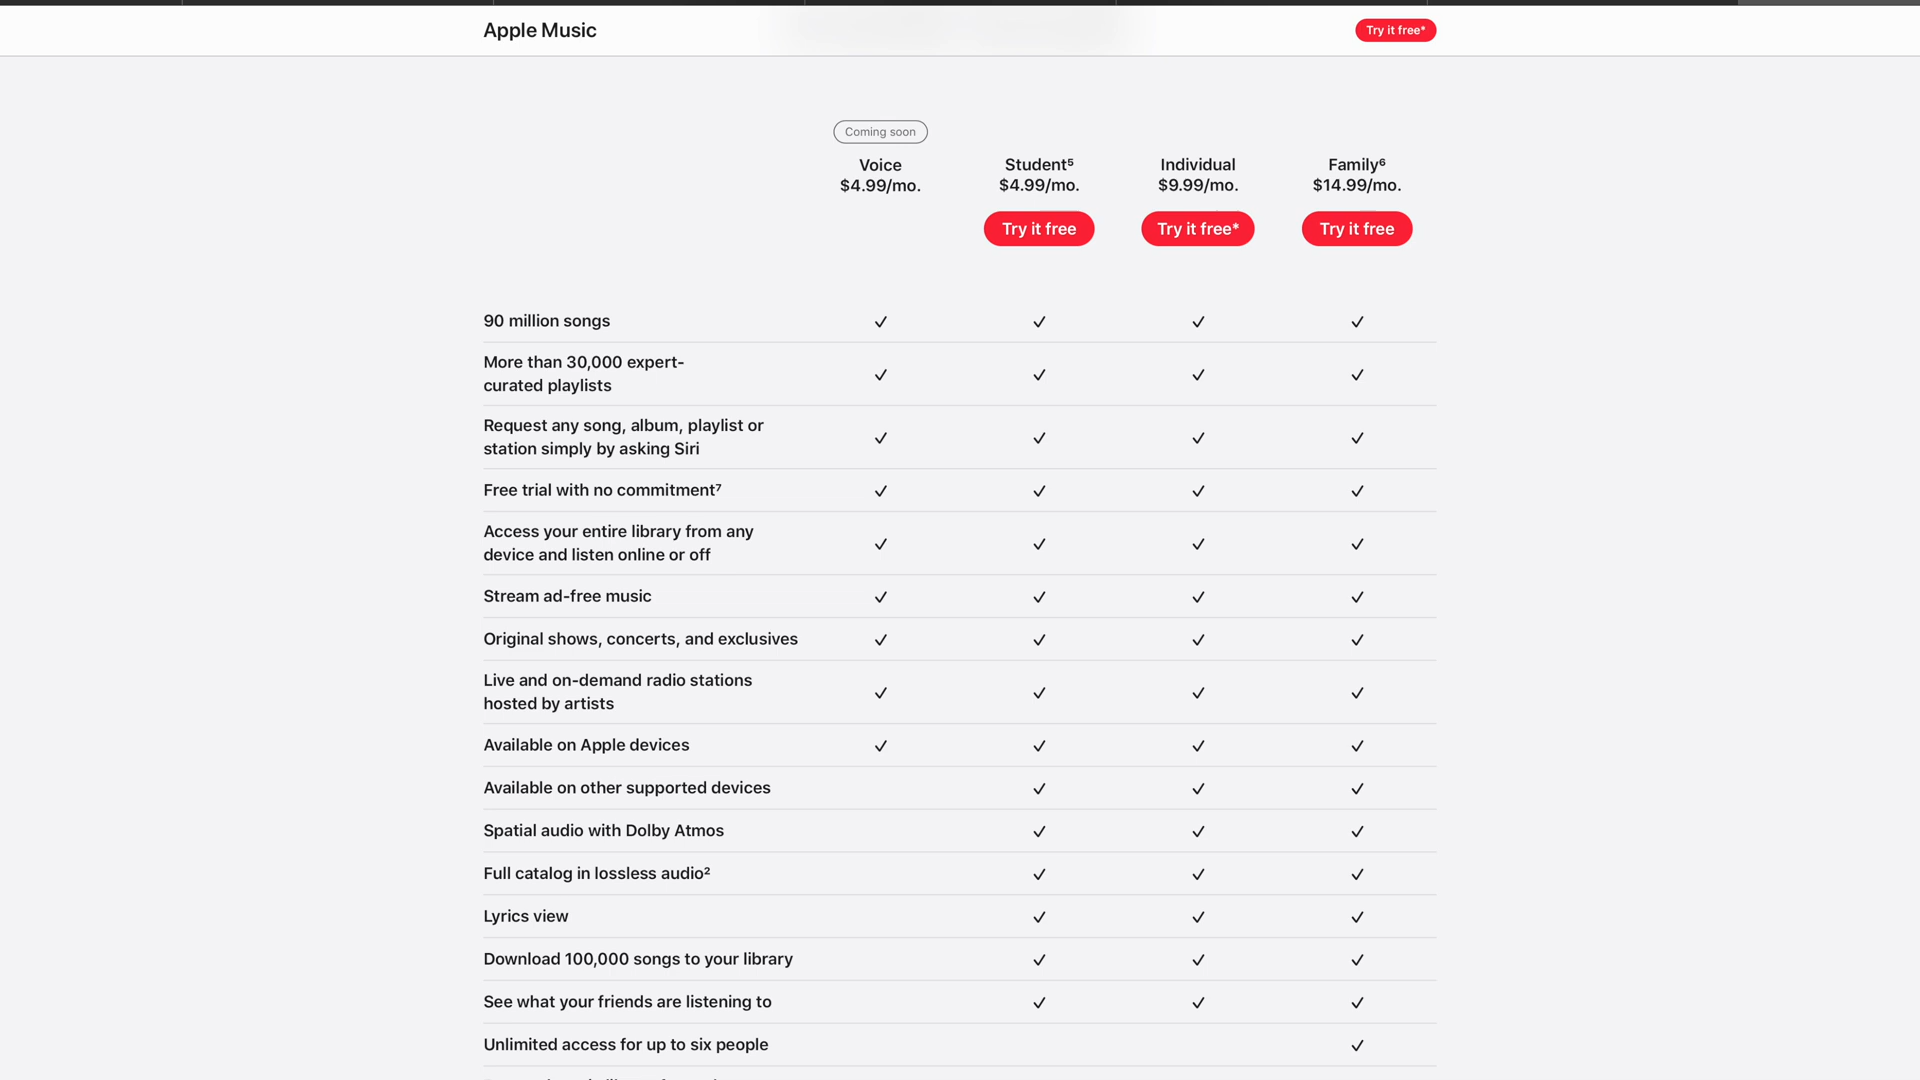 Apple Music
Try it free*
Coming soon
Voice
$4.99/mo.
Student⁵
$4.99/mo.
Try it free
Individual
$9.99/mo.
Try it free*
Family⁶
$14.99/mo.
Try it free
90 million songs
More than 30,000 expert-
curated playlists
Request any song, album, playlist or
station simply by asking Siri
Free trial with no commitment⁷
Access your entire library from any
device and listen online or off
Stream ad-free music
Original shows, concerts, and exclusives
Live and on-demand radio stations
hosted by artists
Available on Apple devices
Available on other supported devices
Spatial audio with Dolby Atmos
Full catalog in lossless audio²
Lyrics view
Download 100,000 songs to your library
See what your friends are listening to
Unlimited access for up to six people